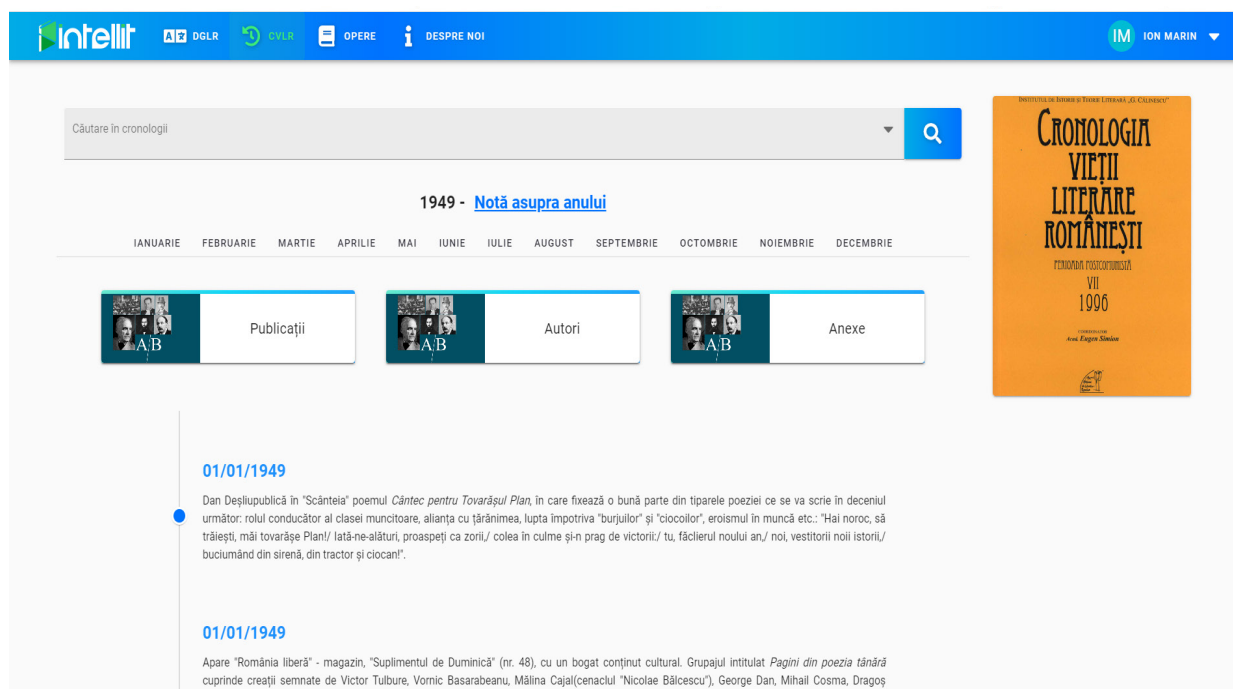 intellit
DGLR
CVLR
OPERE
DESPRE NOI
IM
ION MARIN
Căutare în cronologii
INSTITUTUL DE ISTORIE ȘI TEORIE LITERARĂ „G. CĂLINESCU"
CRONOLOGIA
VIEȚII
LITERARE
ROMÂNEȘTI
PERIOADA POSTCOMUNISTĂ
VII
1996
COORDONATOR
Acad. Eugen Simion
1949 - Notă asupra anului
IANUARIE FEBRUARIE MARTIE APRILIE MAI IUNIE IULIE AUGUST SEPTEMBRIE OCTOMBRIE NOIEMBRIE DECEMBRIE
A/B
Publicații
A/B
Autori
A/B
Anexe
01/01/1949
Dan Deșliupublică în "Scânteia" poemul Cântec pentru Tovarășul Plan, în care fixează o bună parte din tiparele poeziei ce se va scrie în deceniul
următor: rolul conducător al clasei muncitoare, alianța cu țărănimea, lupta împotriva "burjuilor" și "ciocoilor", eroismul în muncă etc.: "Hai noroc, să
trăiești, măi tovarășe Plan!/ Iată-ne-alături, proaspeți ca zorii,/ colea în culme și-n prag de victorii:/ tu, făclierul noului an,/ noi, vestitorii noii istorii,/
buciumând din sirenă, din tractor și ciocan!".
01/01/1949
Apare "România liberă" - magazin, "Suplimentul de Duminică" (nr. 48), cu un bogat conținut cultural. Grupajul intitulat Pagini din poezia tânără
cuprinde creații semnate de Victor Tulbure, Vornic Basarabeanu, Mălina Cajal(cenaclul "Nicolae Bălcescu"), George Dan, Mihail Cosma, Dragoș